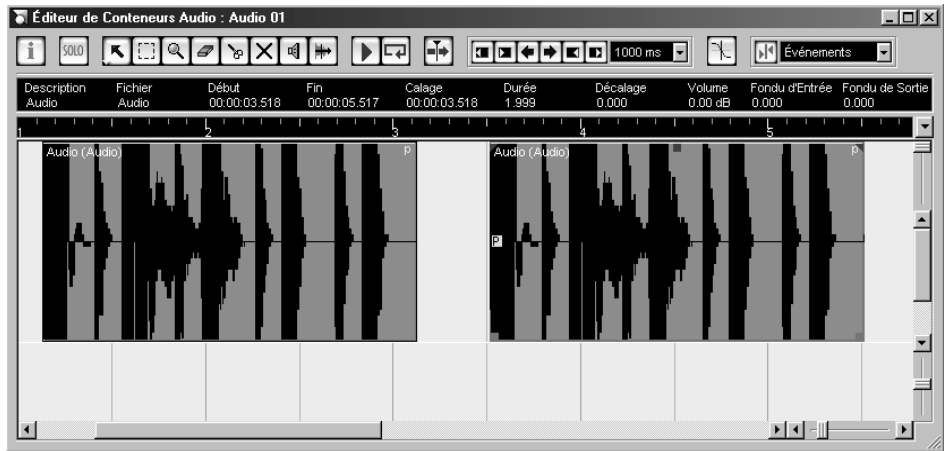 Éditeur de Conteneurs Audio : Audio 01
i SOLO 1000 ms Événements
Description Fichier Début Fin Calage Durée Décalage Volume Fondu d'Entrée Fondu de Sortie
Audio Audio 00:00:03.518 00:00:05.517 00:00:03.518 1.999 0.000 0.00 dB 0.000 0.000
1 2 3 4 5
Audio (Audio) p Audio (Audio) p
P